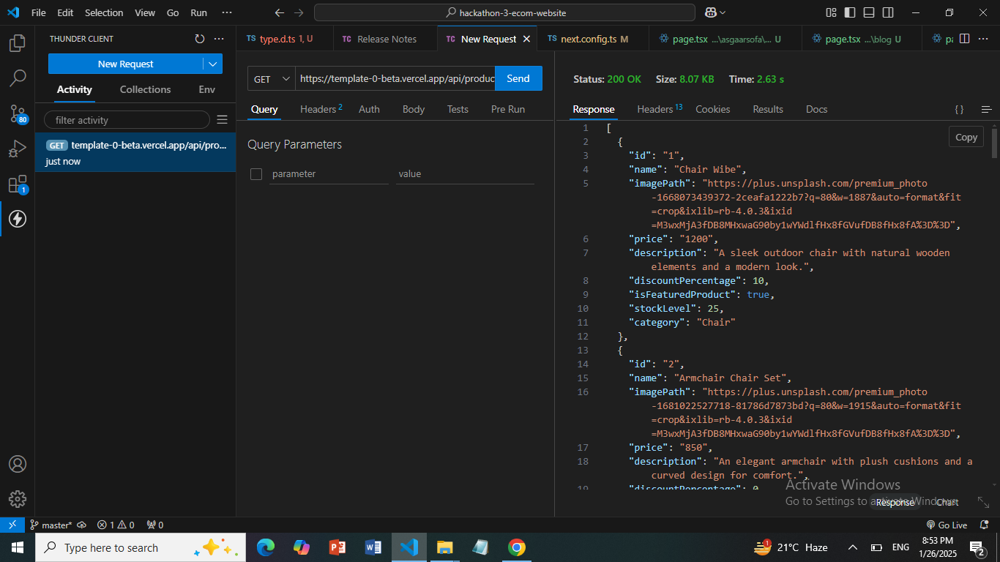 File Edit Selection View Go Run ···
hackathon-3-ecom-website
THUNDER CLIENT
New Request
Activity Collections Env
filter activity
GET template-0-beta.vercel.app/api/pro...
just now
TS type.d.ts 1, U
TC Release Notes
TC New Request
TS next.config.ts M
page.tsx ...\asgaarsofa\... U
page.tsx ...\blog U
GET https://template-0-beta.vercel.app/api/produc Send
Query Headers 2 Auth Body Tests Pre Run
Query Parameters
parameter value
Status: 200 OK Size: 8.07 KB Time: 2.63 s
Response Headers 13 Cookies Results Docs { }
Copy
1 [
2 {
3 "id": "1",
4 "name": "Chair Wibe",
5 "imagePath": "https://plus.unsplash.com/premium_photo
-1668073439372-2ceafa1222b7?q=80&w=1887&auto=format&fit
=crop&ixlib=rb-4.0.3&ixid
=M3wxMjA3fDB8MHxwaG90by1wYWdlfHx8fGVufDB8fHx8fA%3D%3D",
6 "price": "1200",
7 "description": "A sleek outdoor chair with natural wooden
elements and a modern look.",
8 "discountPercentage": 10,
9 "isFeaturedProduct": true,
10 "stockLevel": 25,
11 "category": "Chair"
12 },
13 {
14 "id": "2",
15 "name": "Armchair Chair Set",
16 "imagePath": "https://plus.unsplash.com/premium_photo
-1681022527718-81786d7873bd?q=80&w=1915&auto=format&fit
=crop&ixlib=rb-4.0.3&ixid
=M3wxMjA3fDB8MHxwaG90by1wYWdlfHx8fGVufDB8fHx8fA%3D%3D",
17 "price": "850",
18 "description": "An elegant armchair with plush cushions and a
curved design for comfort.",
19 "discountPercentage": 0
Activate Windows
Go to Settings to activate Windows.
Response Chart
80
1
master* 1 0 0 Go Live
Type here to search
1 21°C Haze ENG 8:53 PM
1/26/2025 2